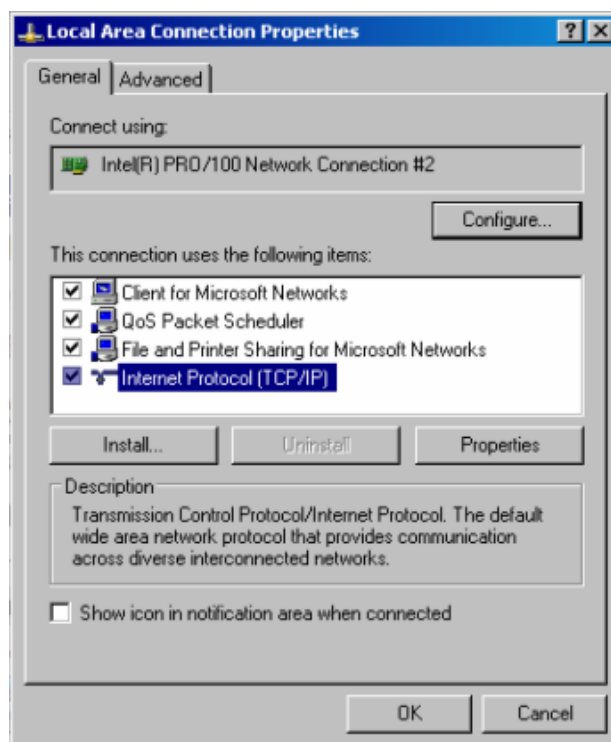 Local Area Connection Properties
General Advanced
Connect using:
Intel(R) PRO/100 Network Connection #2
Configure...
This connection uses the following items:
Client for Microsoft Networks
QoS Packet Scheduler
File and Printer Sharing for Microsoft Networks
Internet Protocol (TCP/IP)
Install... Uninstall Properties
Description
Transmission Control Protocol/Internet Protocol. The default
wide area network protocol that provides communication
across diverse interconnected networks.
Show icon in notification area when connected
OK Cancel